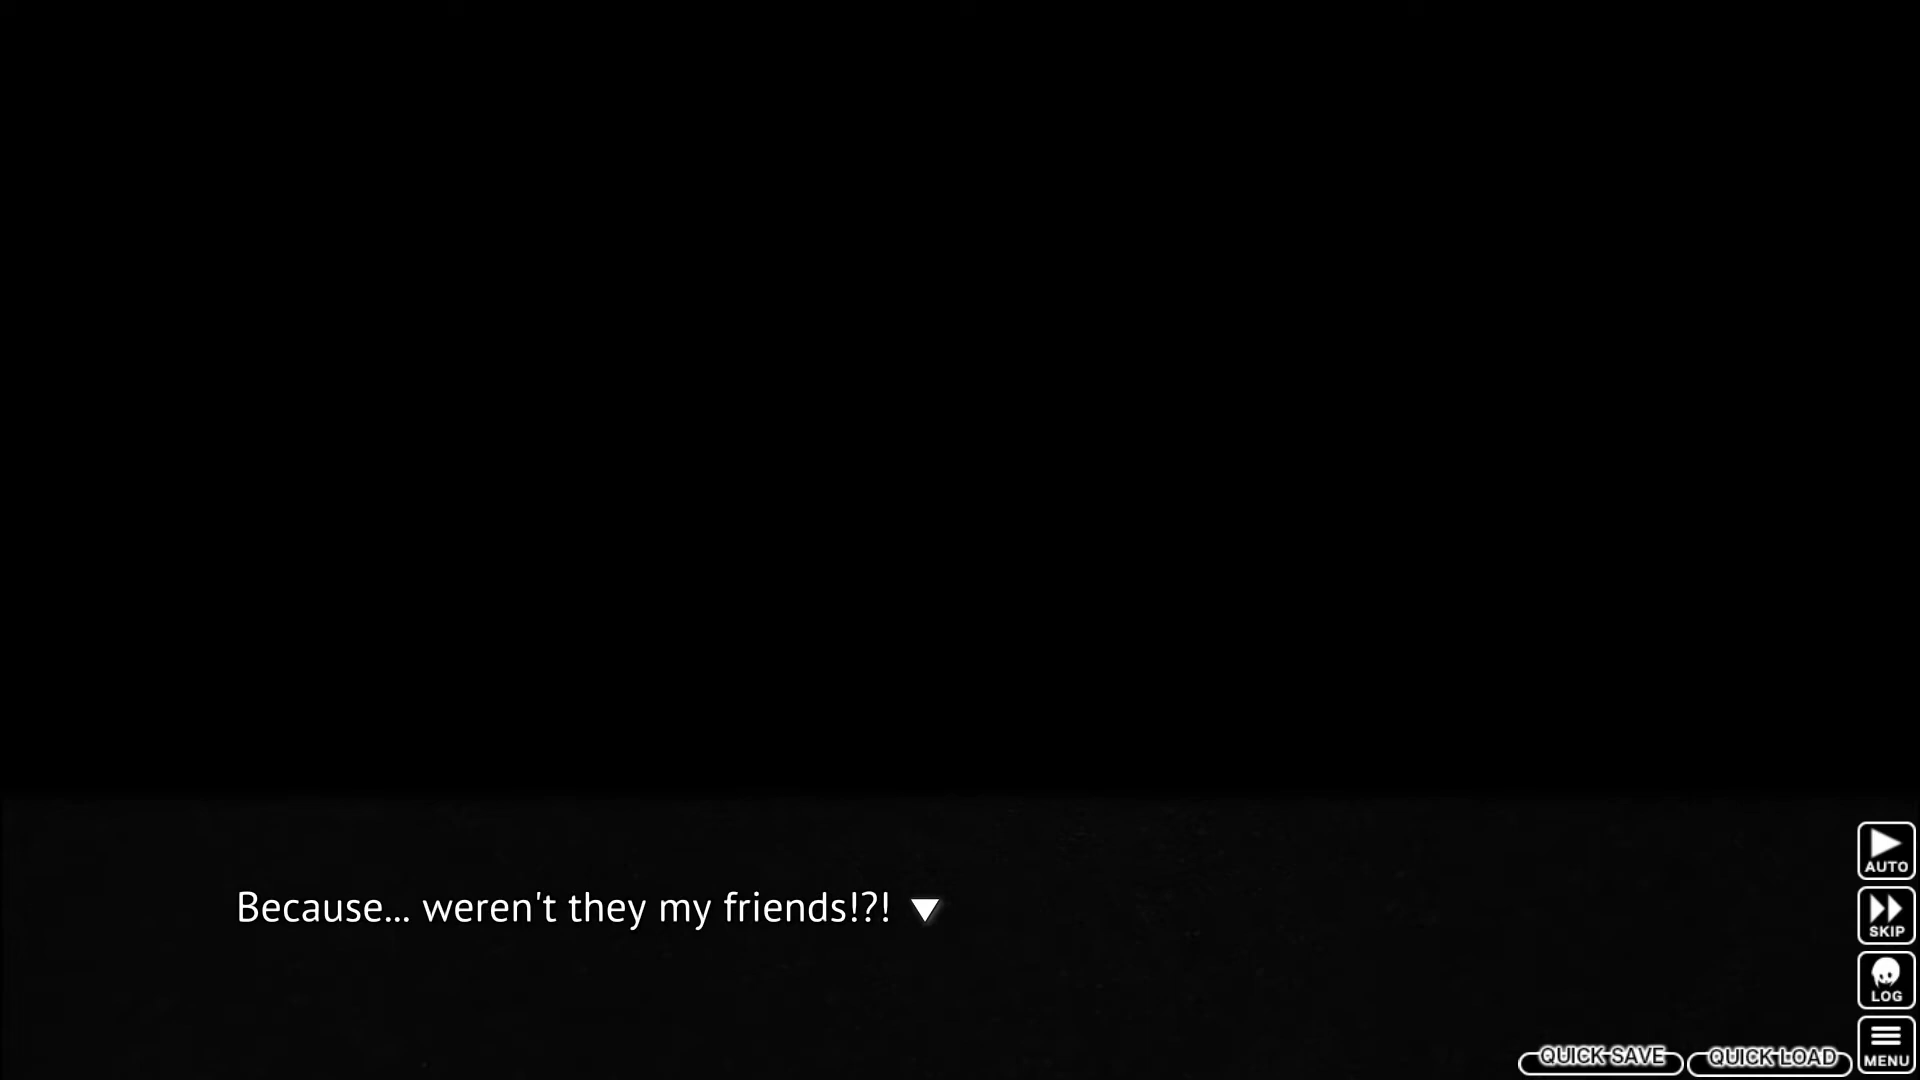 Because... weren't they my friends!?!
AUTO
SKIP
LOG
MENU
QUICK SAVE
QUICK LOAD